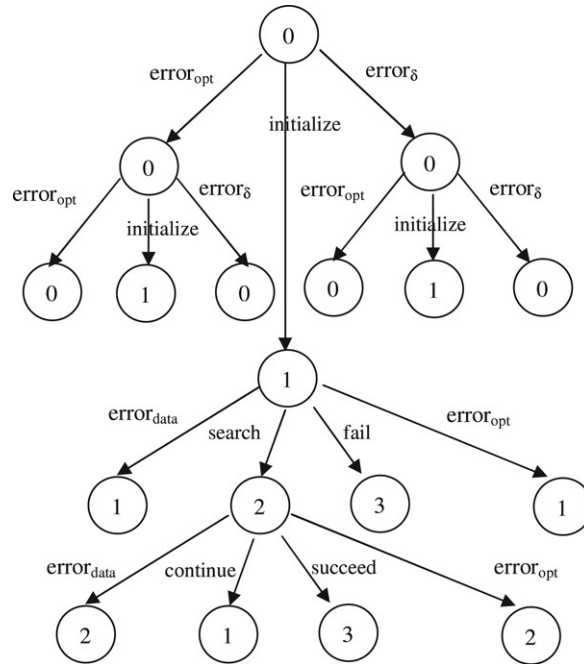 0
error_opt error_δ
initialize
0 0
error_opt error_δ error_opt error_δ
initialize initialize
0 1 0 0 1 0
1
error_data search fail error_opt
1 2 3 1
error_data continue succeed error_opt
2 1 3 2